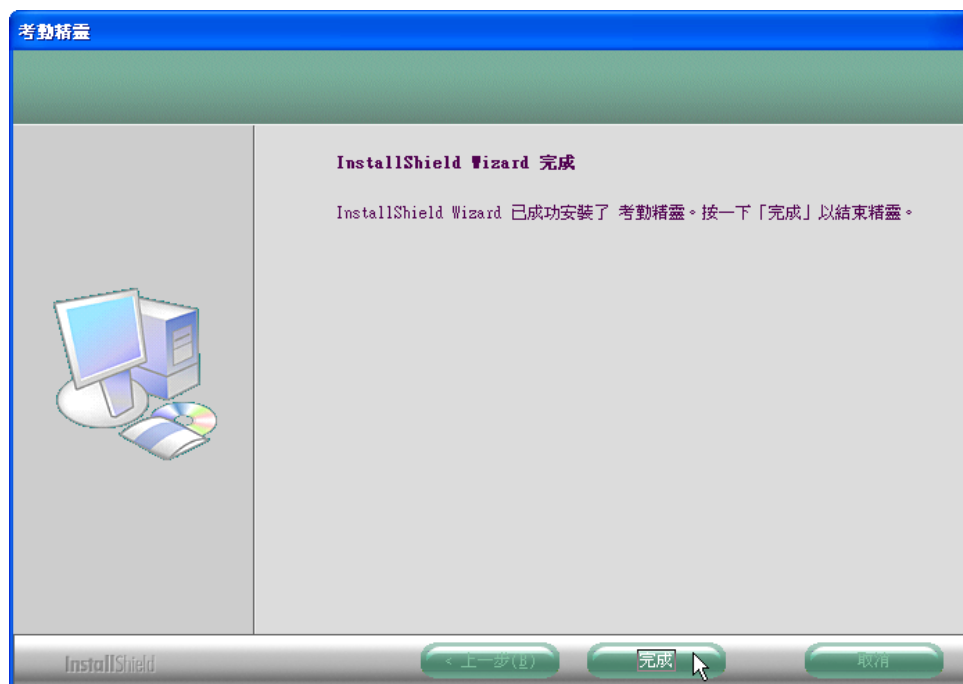 考勤精靈
InstallShield Wizard 完成
InstallShield Wizard 已成功安裝了 考勤精靈。按一下「完成」以結束精靈。
InstallShield
< 上一步(B)
完成
取消